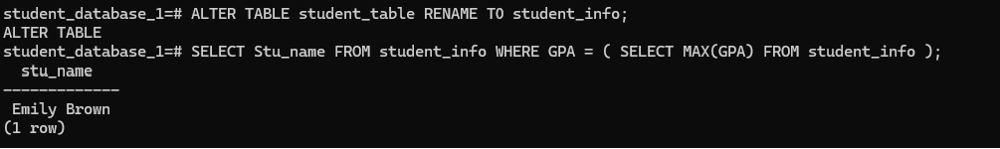 student_database_1=# ALTER TABLE student_table RENAME TO student_info;
ALTER TABLE
student_database_1=# SELECT Stu_name FROM student_info WHERE GPA = ( SELECT MAX(GPA) FROM student_info );
  stu_name
-------------
 Emily Brown
(1 row)